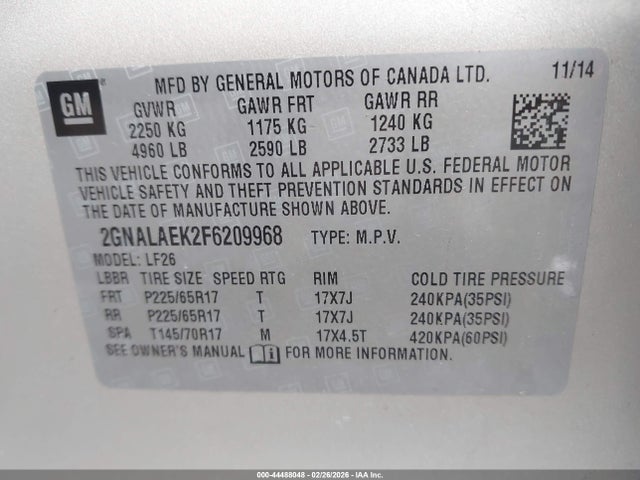 GM
MFD BY GENERAL MOTORS OF CANADA LTD. 11/14
GVWR GAWR FRT GAWR RR
2250 KG 1175 KG 1240 KG
4960 LB 2590 LB 2733 LB
THIS VEHICLE CONFORMS TO ALL APPLICABLE U.S. FEDERAL MOTOR
VEHICLE SAFETY AND THEFT PREVENTION STANDARDS IN EFFECT ON
THE DATE OF MANUFACTURE SHOWN ABOVE.
2GNALAEK2F6209968 TYPE: M.P.V.
MODEL: LF26
LBBR TIRE SIZE SPEED RTG RIM COLD TIRE PRESSURE
FRT P225/65R17 T 17X7J 240KPA(35PSI)
RR P225/65R17 T 17X7J 240KPA(35PSI)
SPA T145/70R17 M 17X4.5T 420KPA(60PSI)
SEE OWNER'S MANUAL FOR MORE INFORMATION.
000-44488048 - 02/26/2026 - IAA Inc.